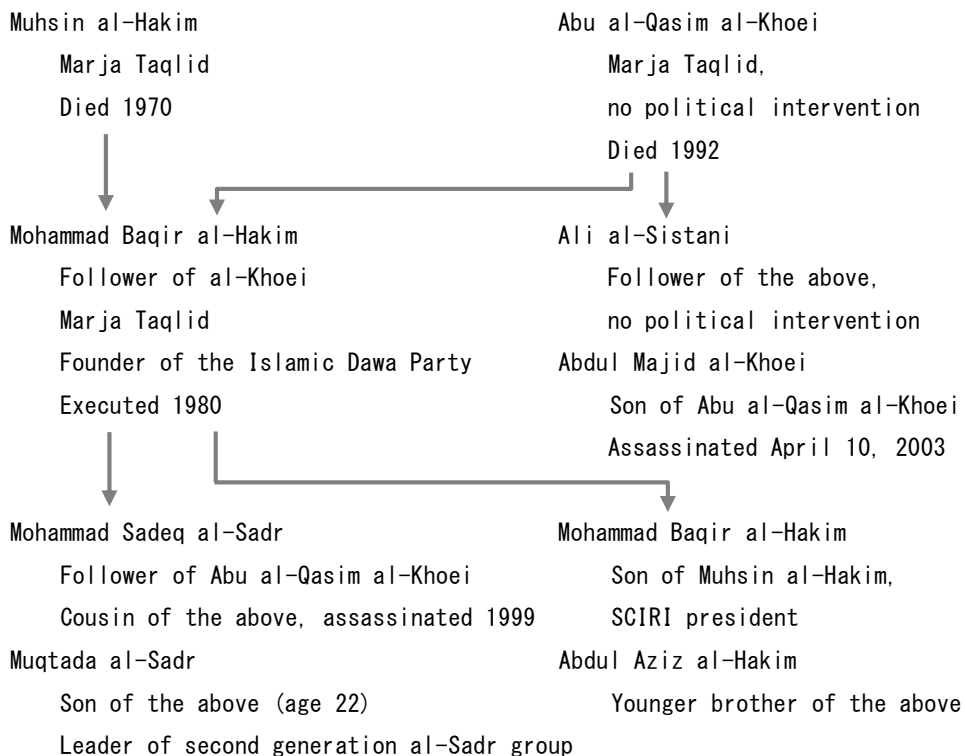 Muhsin al-Hakim
Marja Taqlid
Died 1970
Abu al-Qasim al-Khoei
Marja Taqlid,
no political intervention
Died 1992
Mohammad Baqir al-Hakim
Follower of al-Khoei
Marja Taqlid
Founder of the Islamic Dawa Party
Executed 1980
Ali al-Sistani
Follower of the above,
no political intervention
Abdul Majid al-Khoei
Son of Abu al-Qasim al-Khoei
Assassinated April 10, 2003
Mohammad Sadeq al-Sadr
Follower of Abu al-Qasim al-Khoei
Cousin of the above, assassinated 1999
Muqtada al-Sadr
Son of the above (age 22)
Leader of second generation al-Sadr group
Mohammad Baqir al-Hakim
Son of Muhsin al-Hakim,
SCIRI president
Abdul Aziz al-Hakim
Younger brother of the above